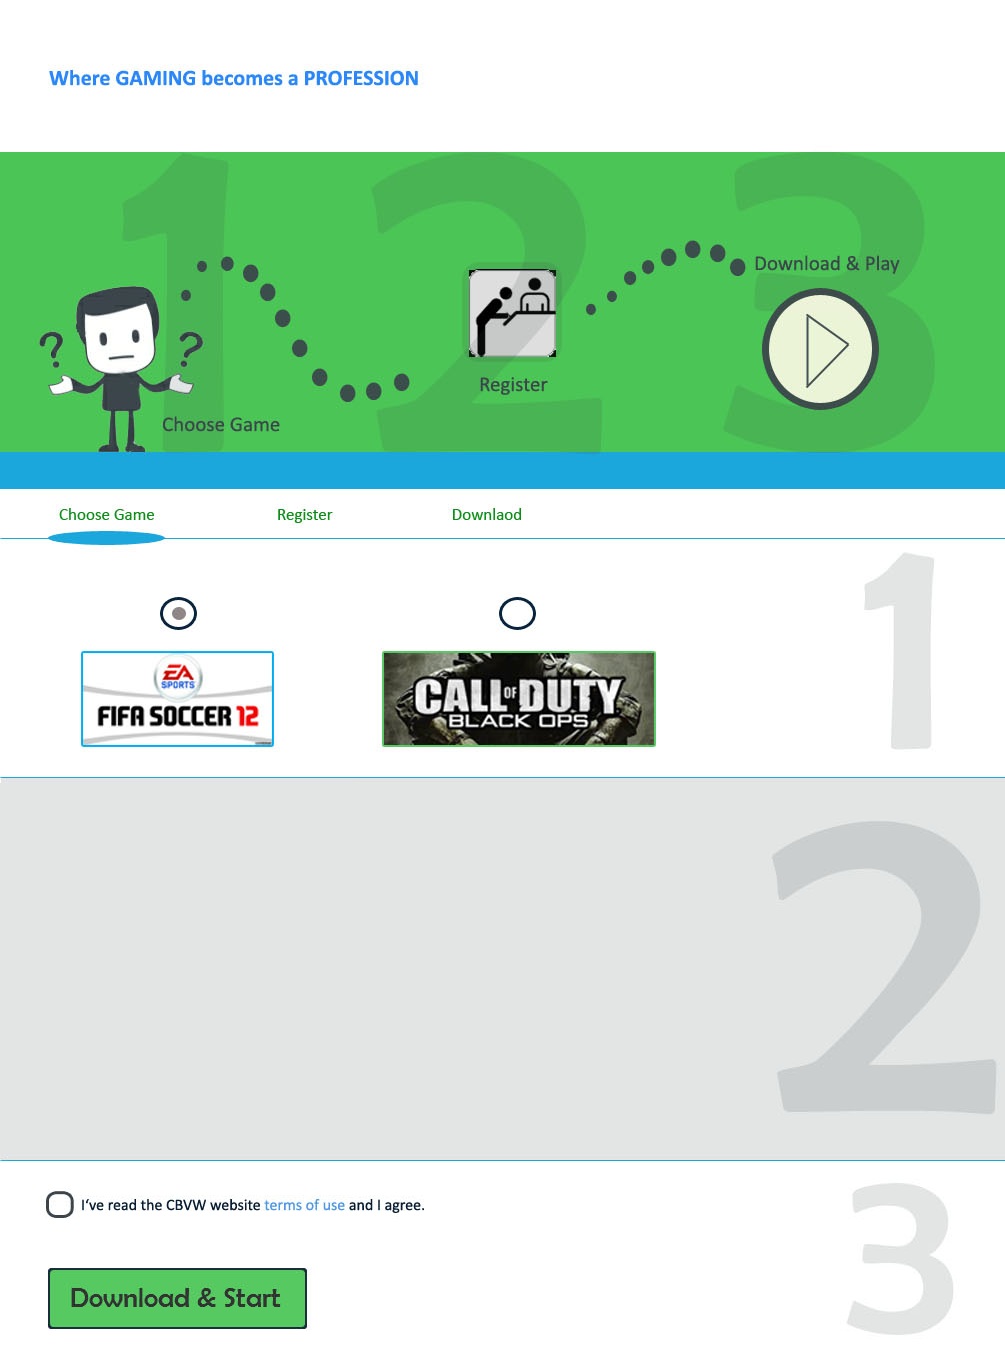 Where GAMING becomes a PROFESSION
1 2 3
Download & Play
? ?
Register
Choose Game
Choose Game Register Downlaod
1
EA
SPORTS
FIFA SOCCER 12
CALL OF DUTY
BLACK OPS
2
I've read the CBVW website terms of use and I agree.
3
Download & Start